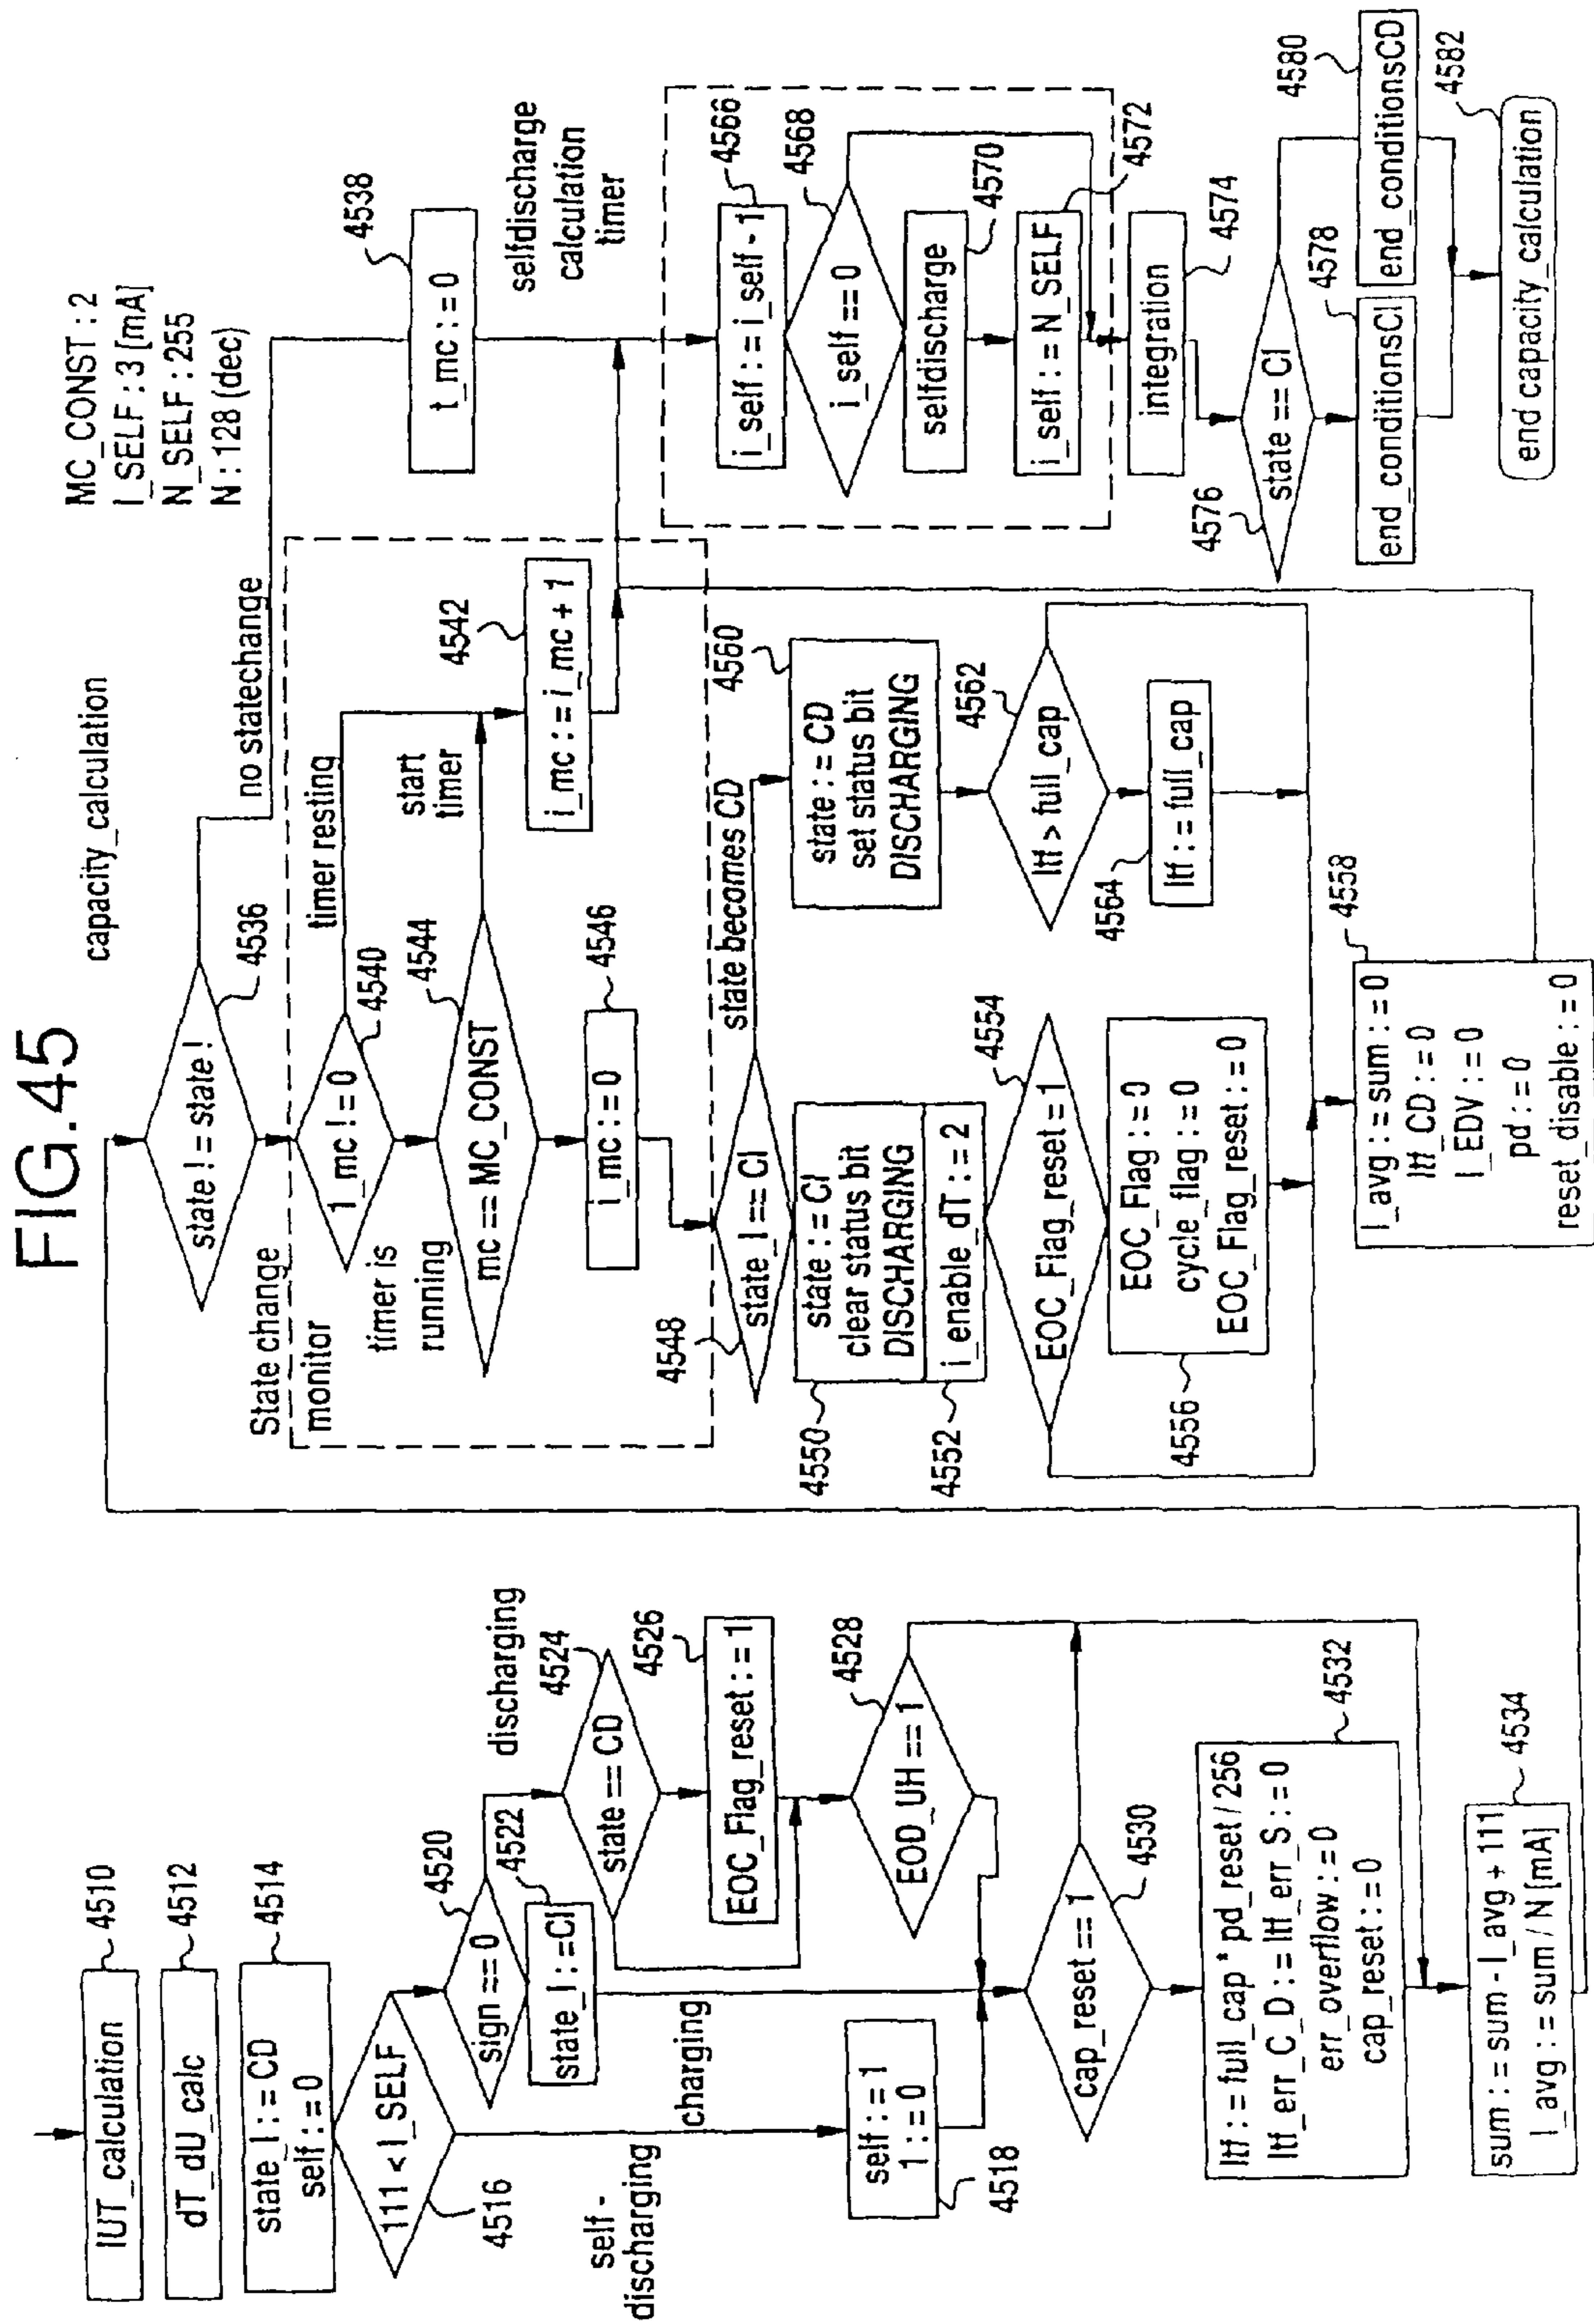 FIG.45
IUT_calculation
4510
dT_dU_calc
4512
state_I : = CD
self : = 0
4514
111 < I_SELF
4516
self -
discharging
self : = 1
1 : = 0
4518
sign == 0
4520
state_I : =CI
4522
charging
discharging
state == CD
4524
EOC_Flag_reset : = 1
4526
EOD_UH == 1
4528
cap_reset == 1
4530
Itf : = full_cap * pd_reset / 256
Itf_err_C_D : = Itf_err_S : = 0
err_overflow : = 0
cap_reset : = 0
4532
sum : = sum - I_avg + 111
I_avg : = sum / N [mA]
4534
capacity_calculation
state ! = state !
4536
no statechange
State change
monitor
1_mc ! = 0
4540
timer resting
timer is
running
mc == MC_CONST
4544
start
timer
i_mc : = i_mc + 1
4542
i_mc : = 0
4546
state_I == CI
4548
state becomes CD
state : = CI
clear status bit
DISCHARGING
4550
i_enable_dT : = 2
4552
EOC_Flag_reset = 1
4554
EOC_Flag : = 0
cycle_flag : = 0
EOC_Flag_reset : = 0
4556
state : = CD
set status bit
DISCHARGING
4560
Itf > full_cap
4562
Itf : = full_cap
4564
I_avg : = sum : = 0
Itf_CD : = 0
I_EDV : = 0
pd : = 0
reset_disable : = 0
4558
MC_CONST : 2
I_SELF : 3 [mA]
N_SELF : 255
N : 128 (dec)
t_mc : = 0
4538
selfdischarge
calculation
timer
i_self : = i_self - 1
4566
i_self == 0
4568
selfdischarge
4570
i_self : = N_SELF
4572
integration
4574
state == CI
4576
end_conditionsCI
4578
end_conditionsCD
4580
end capacity_calculation
4582